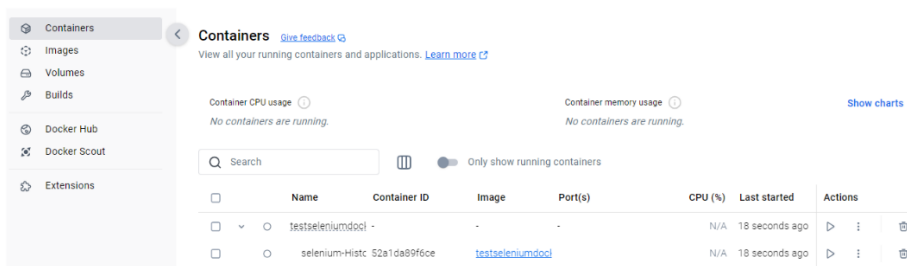 Containers
Images
Volumes
Builds
Docker Hub
Docker Scout
Extensions
Containers Give feedback
View all your running containers and applications. Learn more
Container CPU usage
No containers are running.
Container memory usage
No containers are running.
Show charts
Search
Only show running containers
Name Container ID Image Port(s) CPU (%) Last started Actions
testseleniumdocl - - - N/A 18 seconds ago
selenium-Histo 52a1da89f6ce testseleniumdocl N/A 18 seconds ago